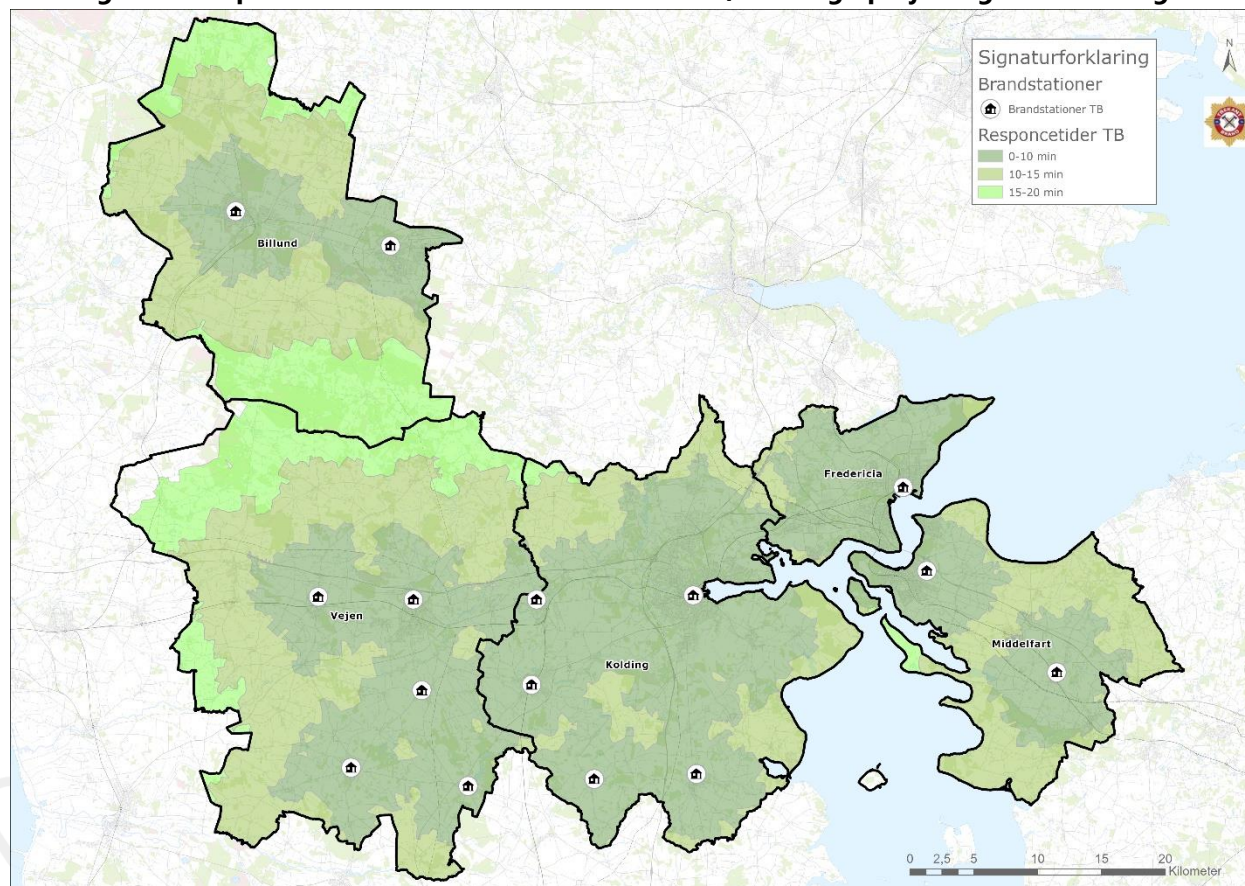 Signaturforklaring
Brandstationer
Brandstationer TB
Responcetider TB
0-10 min
10-15 min
15-20 min
N
Billund
Fredericia
Vejen
Kolding
Middelfart
0 2,5 5 10 15 20
Kilometer